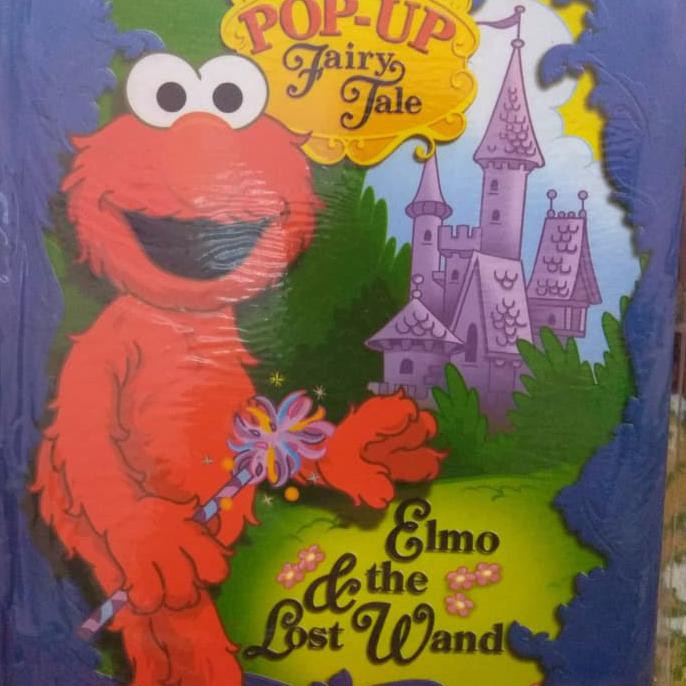 POP-UP
Fairy
Tale
Elmo
& the
Lost Wand